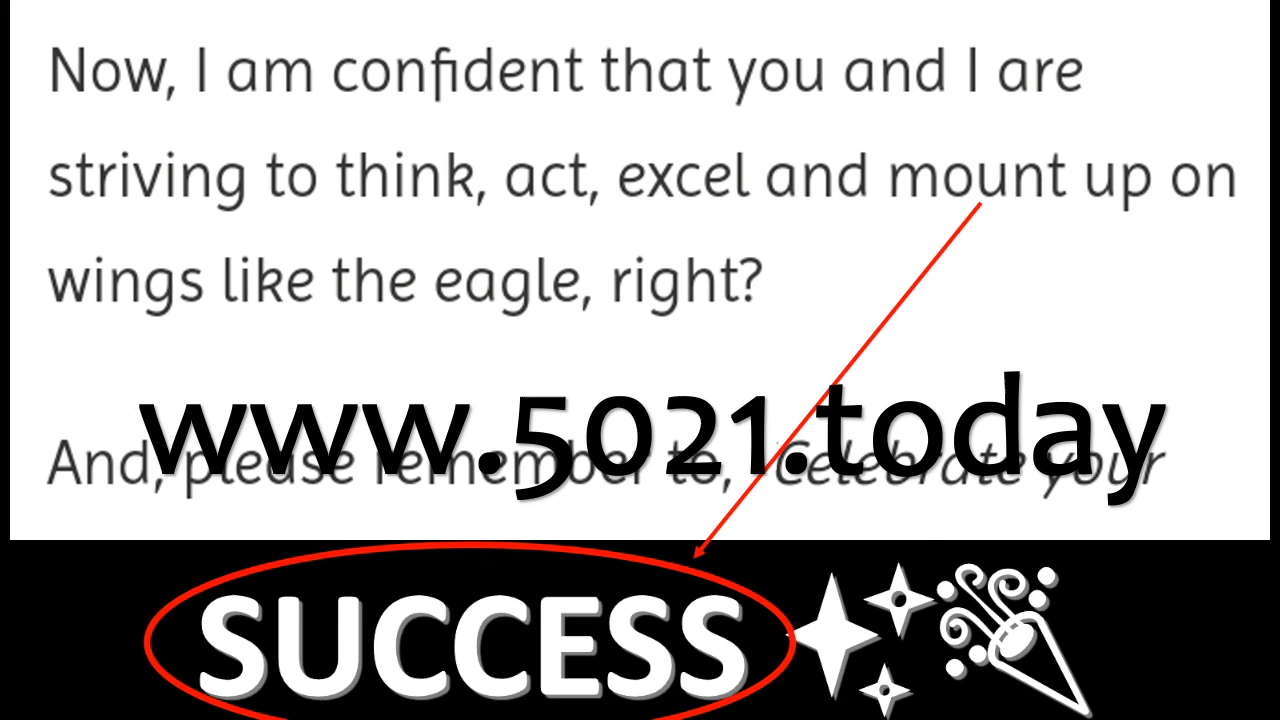 Now, I am confident that you and I are
striving to think, act, excel and mount up on
wings like the eagle, right?
www.5021.today
And, please remember to, "Celebrate your
SUCCESS